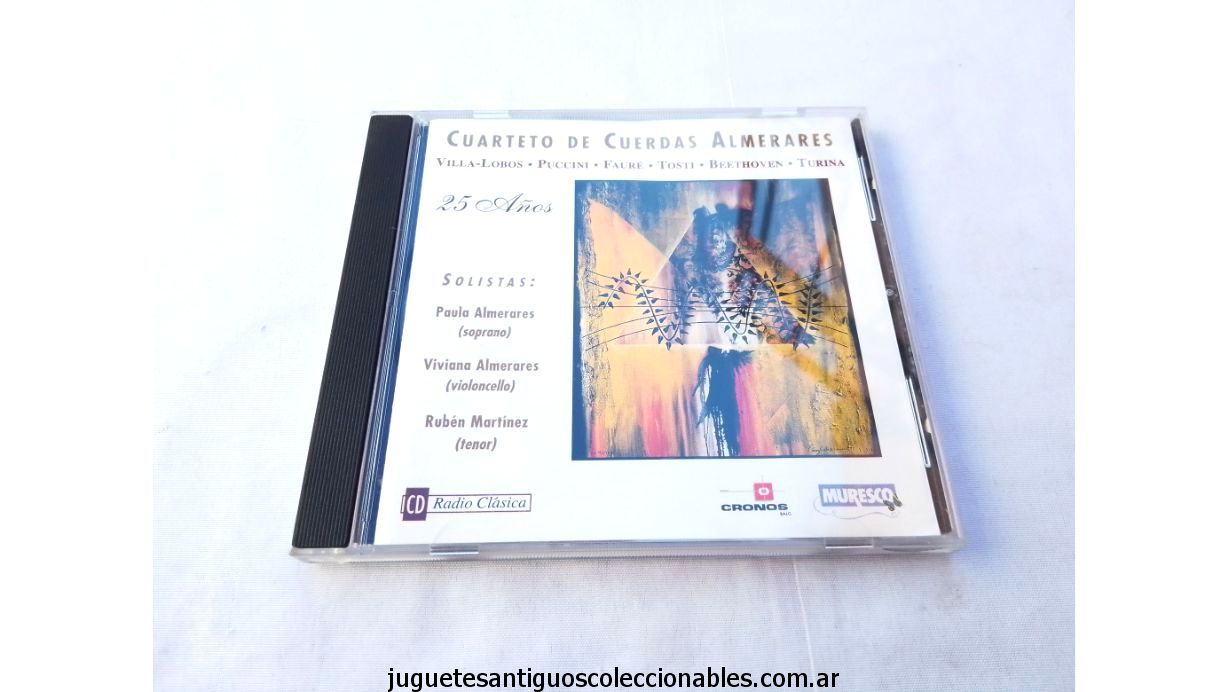 CUARTETO DE CUERDAS ALMERARES
VILLA-LOBOS • PUCCINI • FAURÉ • TOSTI • BEETHOVEN • TURINA
25 Años
SOLISTAS:
Paula Almerares
(soprano)
Viviana Almerares
(violoncello)
Rubén Martínez
(tenor)
CD Radio Clásica
CRONOS
MURESCO
juguetesantiguoscoleccionables.com.ar